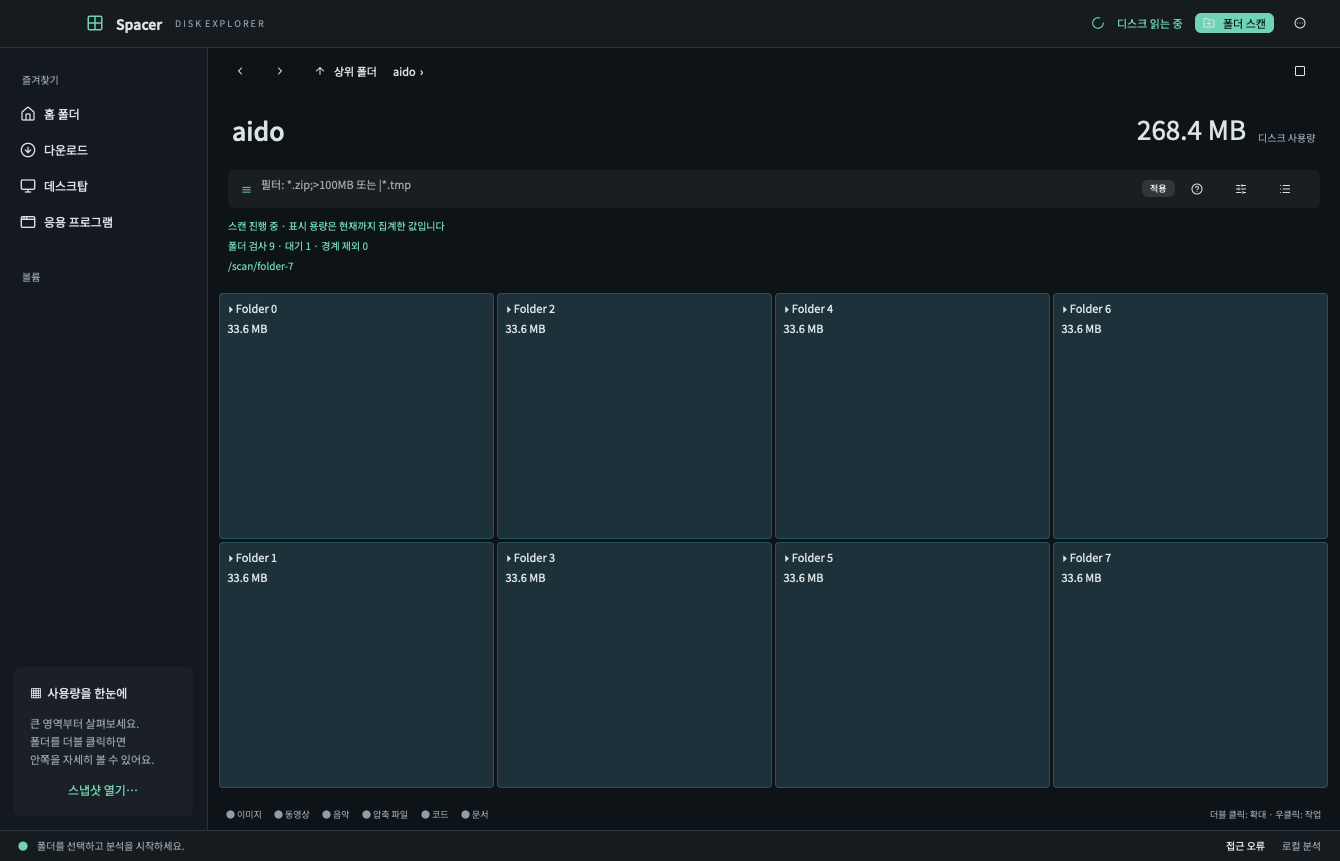 Spacer DISK EXPLORER
디스크 읽는 중
폴더 스캔
즐겨찾기
홈 폴더
다운로드
데스크탑
응용 프로그램
볼륨
사용량을 한눈에
큰 영역부터 살펴보세요.
폴더를 더블 클릭하면
안쪽을 자세히 볼 수 있어요.
스냅샷 열기…
상위 폴더 aido ›
aido
268.4 MB 디스크 사용량
필터: *.zip;>100MB 또는 |*.tmp
적용
스캔 진행 중 · 표시 용량은 현재까지 집계한 값입니다
폴더 검사 9 · 대기 1 · 경계 제외 0
/scan/folder-7
Folder 0
33.6 MB
Folder 2
33.6 MB
Folder 4
33.6 MB
Folder 6
33.6 MB
Folder 1
33.6 MB
Folder 3
33.6 MB
Folder 5
33.6 MB
Folder 7
33.6 MB
이미지 동영상 음악 압축 파일 코드 문서
더블 클릭: 확대 · 우클릭: 작업
폴더를 선택하고 분석을 시작하세요.
접근 오류 로컬 분석